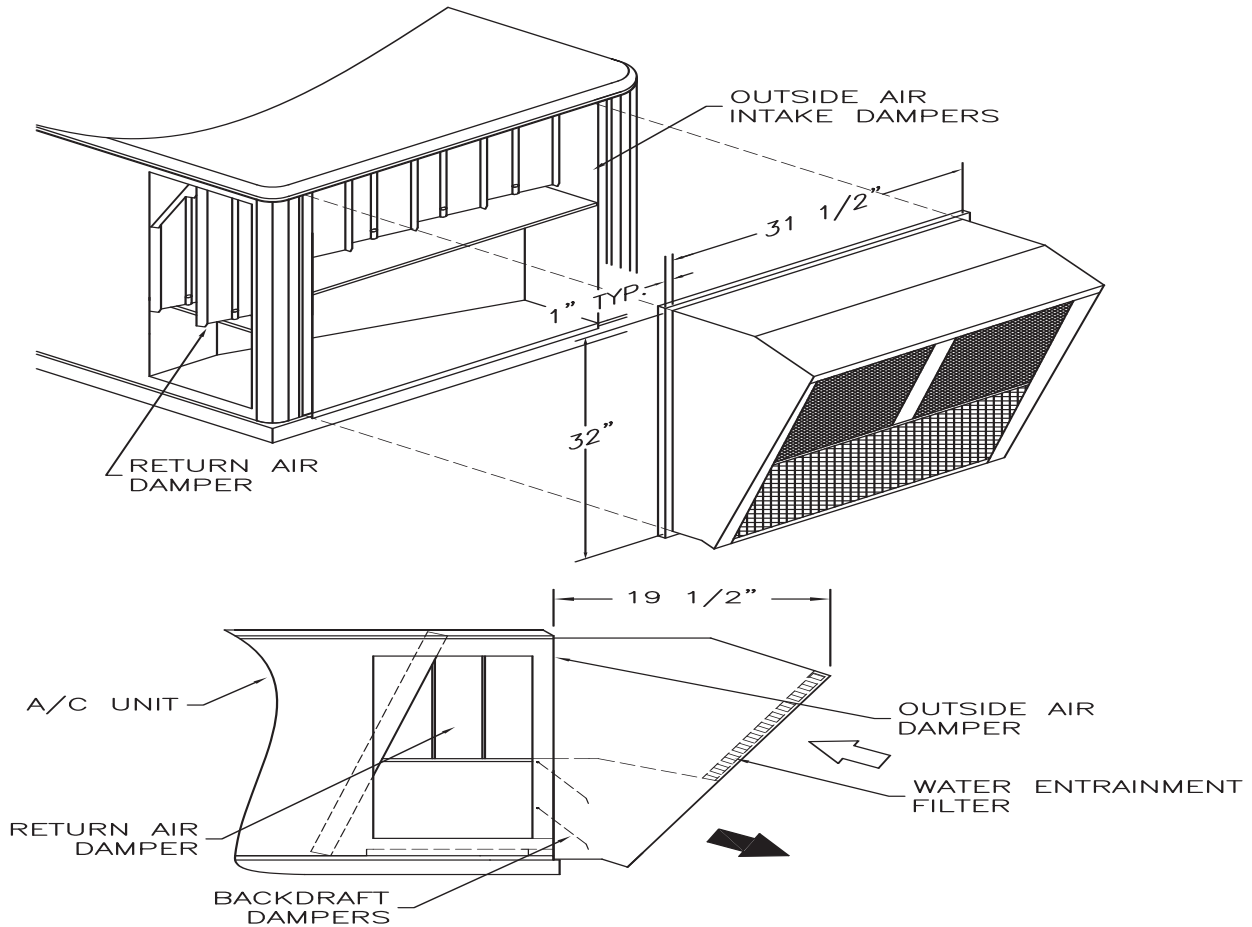 OUTSIDE AIR
INTAKE DAMPERS
31 1/2"
1" TYP.
32"
RETURN AIR
DAMPER
19 1/2"
A/C UNIT
OUTSIDE AIR
DAMPER
WATER ENTRAINMENT
FILTER
RETURN AIR
DAMPER
BACKDRAFT
DAMPERS